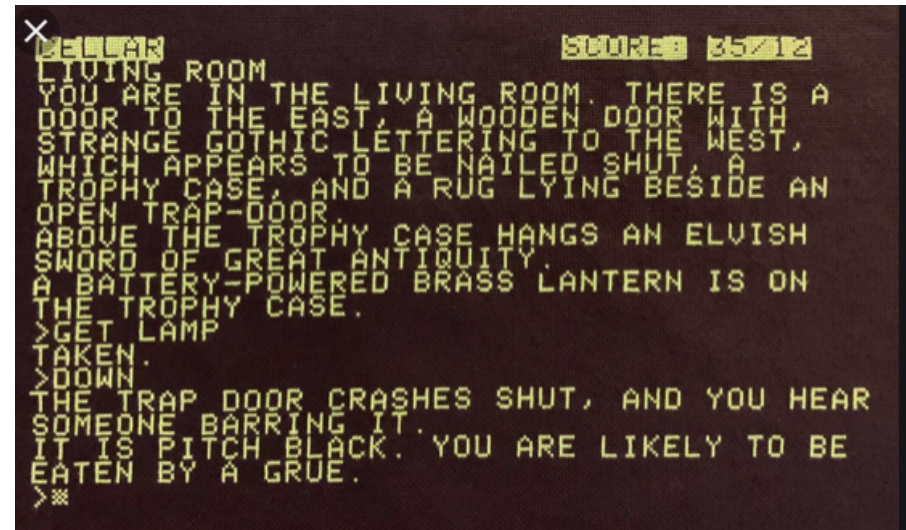 CELLAR SCORE: 35/12
LIVING ROOM
YOU ARE IN THE LIVING ROOM. THERE IS A
DOOR TO THE EAST, A WOODEN DOOR WITH
STRANGE GOTHIC LETTERING TO THE WEST,
WHICH APPEARS TO BE NAILED SHUT, A
TROPHY CASE, AND A RUG LYING BESIDE AN
OPEN TRAP-DOOR.
ABOVE THE TROPHY CASE HANGS AN ELVISH
SWORD OF GREAT ANTIQUITY.
A BATTERY-POWERED BRASS LANTERN IS ON
THE TROPHY CASE.
>GET LAMP
TAKEN.
>DOWN
THE TRAP DOOR CRASHES SHUT, AND YOU HEAR
SOMEONE BARRING IT.
IT IS PITCH BLACK. YOU ARE LIKELY TO BE
EATEN BY A GRUE.
>